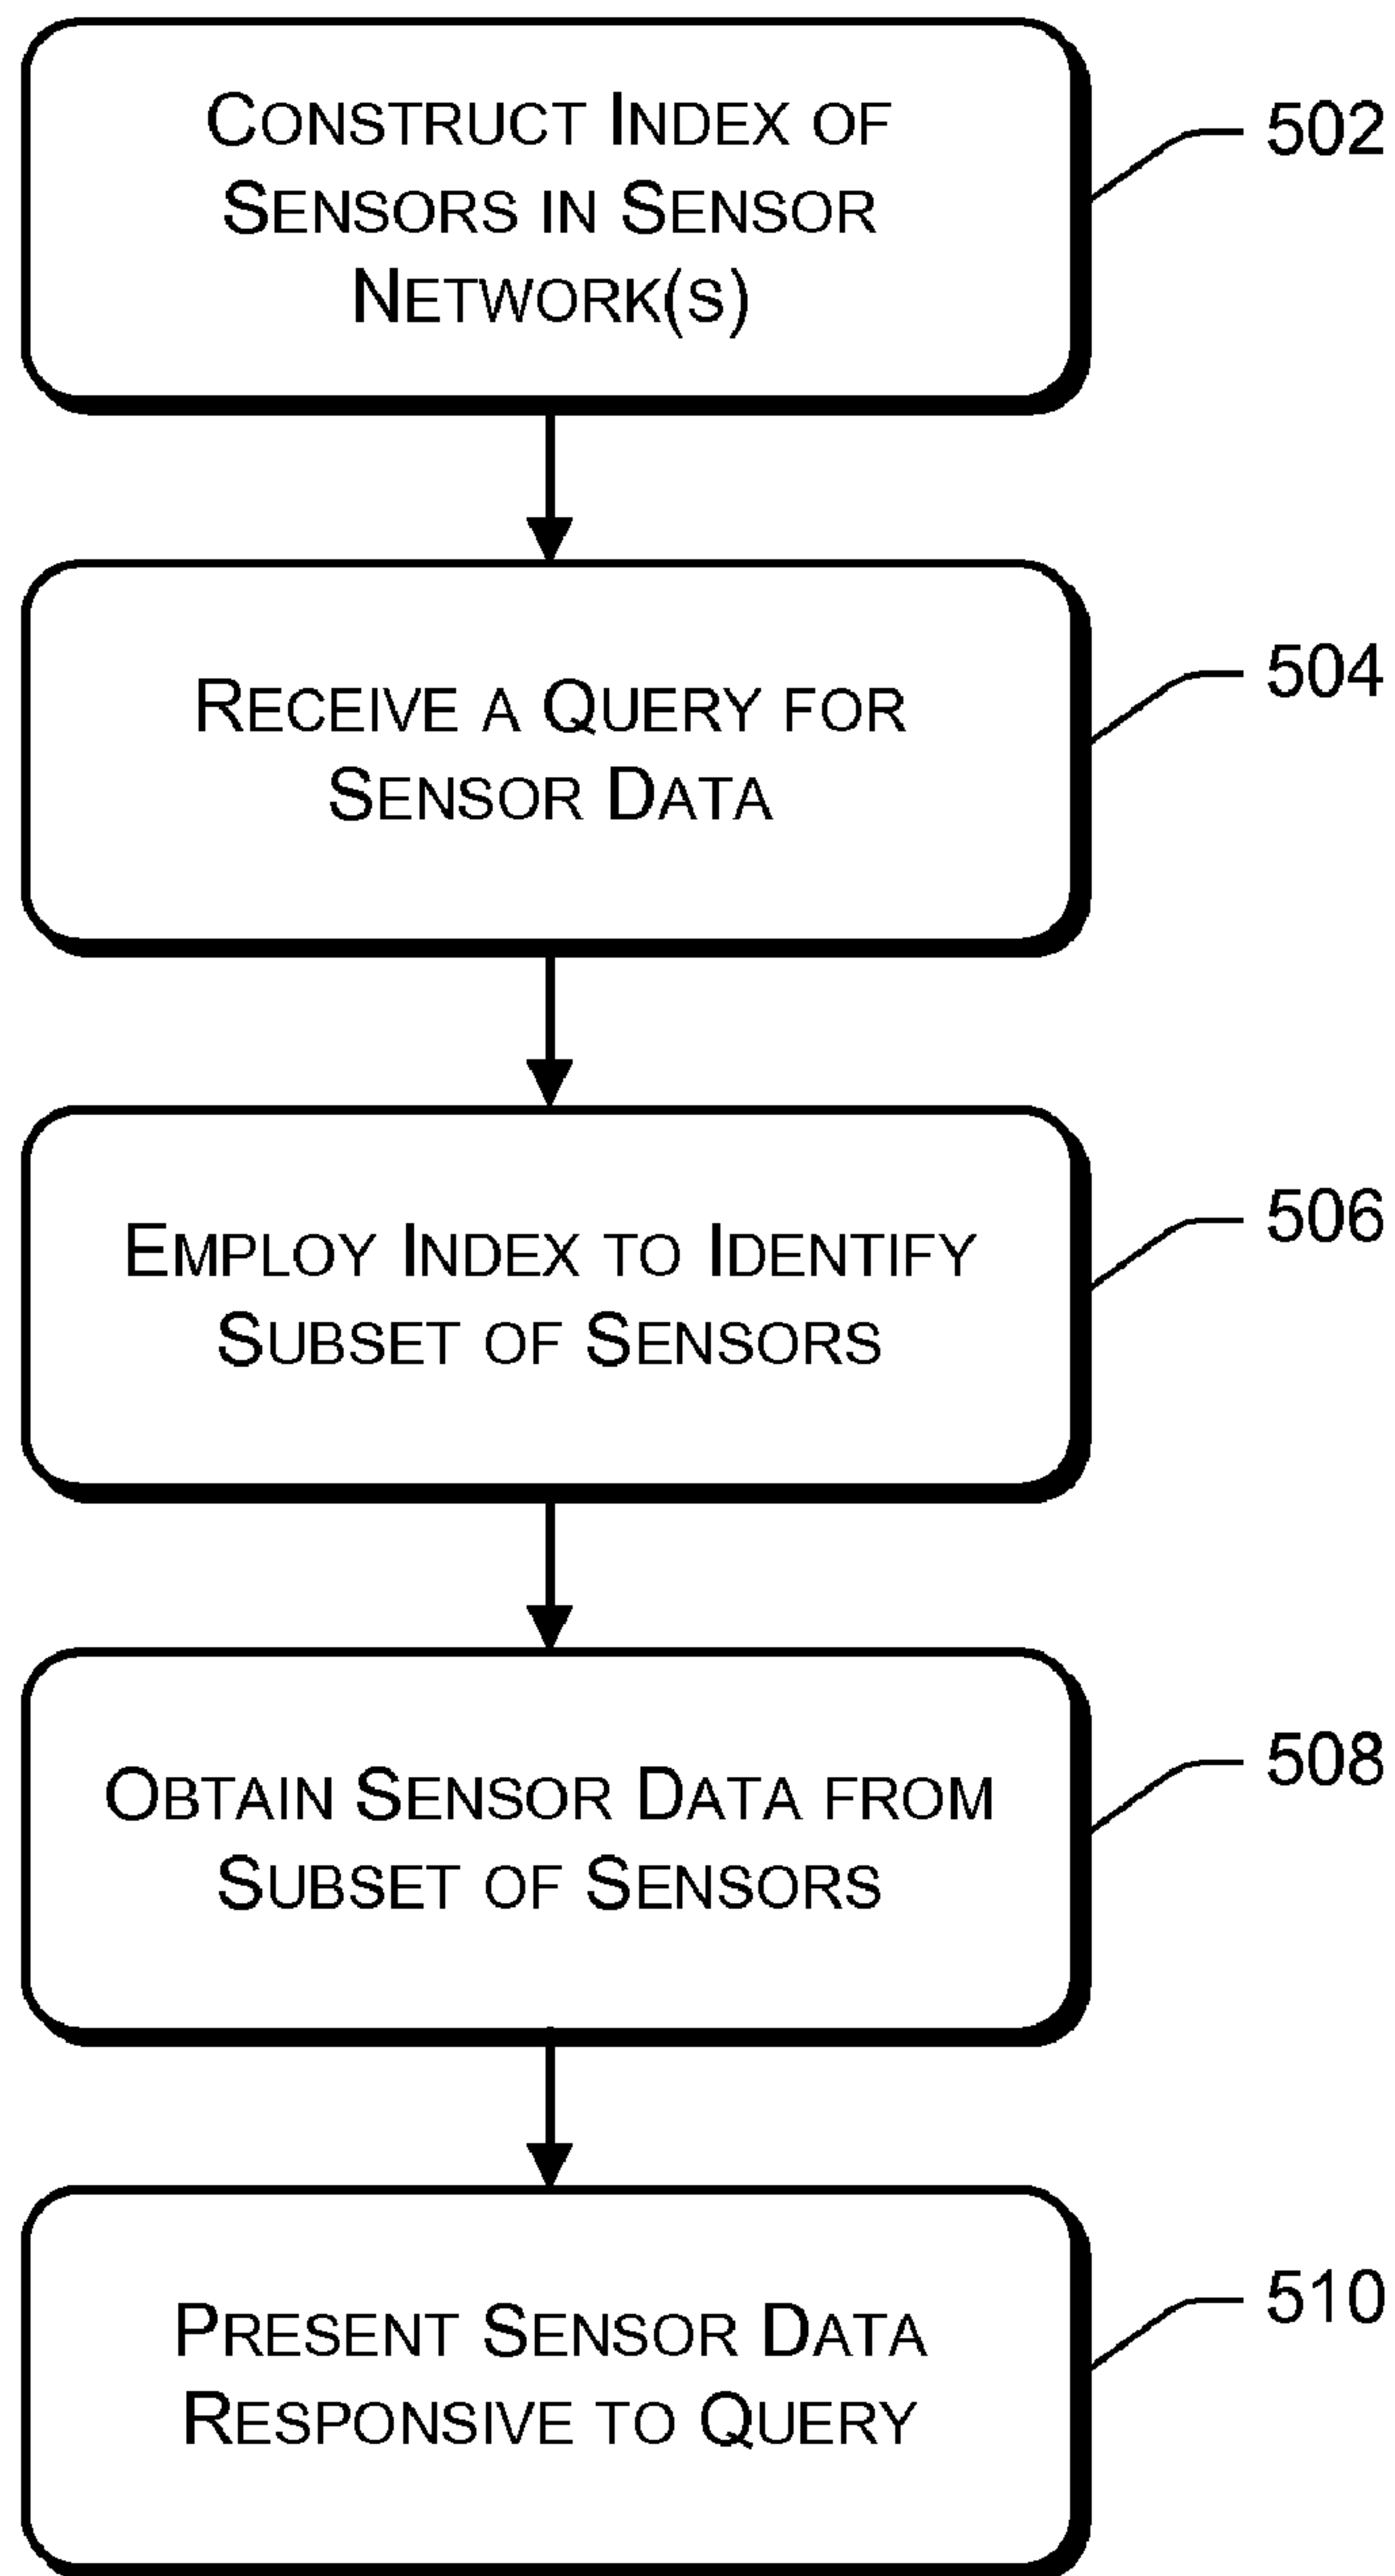 CONSTRUCT INDEX OF
SENSORS IN SENSOR
NETWORK(S)
502
RECEIVE A QUERY FOR
SENSOR DATA
504
EMPLOY INDEX TO IDENTIFY
SUBSET OF SENSORS
506
OBTAIN SENSOR DATA FROM
SUBSET OF SENSORS
508
PRESENT SENSOR DATA
RESPONSIVE TO QUERY
510